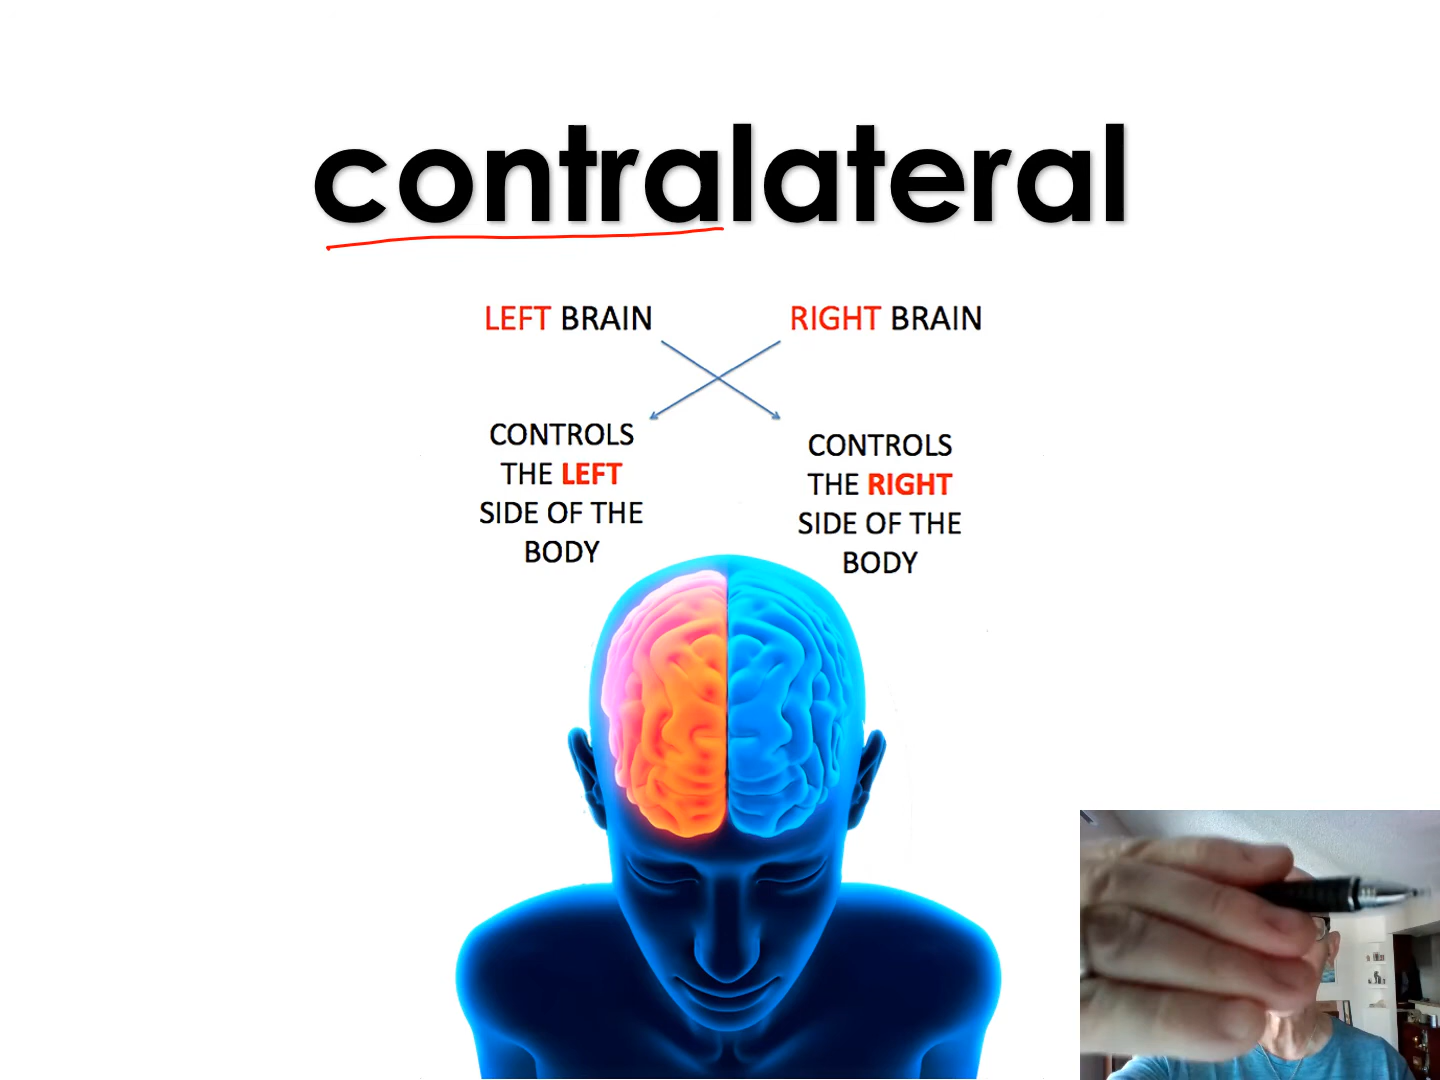 contralateral
LEFT BRAIN
RIGHT BRAIN
CONTROLS
THE LEFT
SIDE OF THE
BODY
CONTROLS
THE RIGHT
SIDE OF THE
BODY